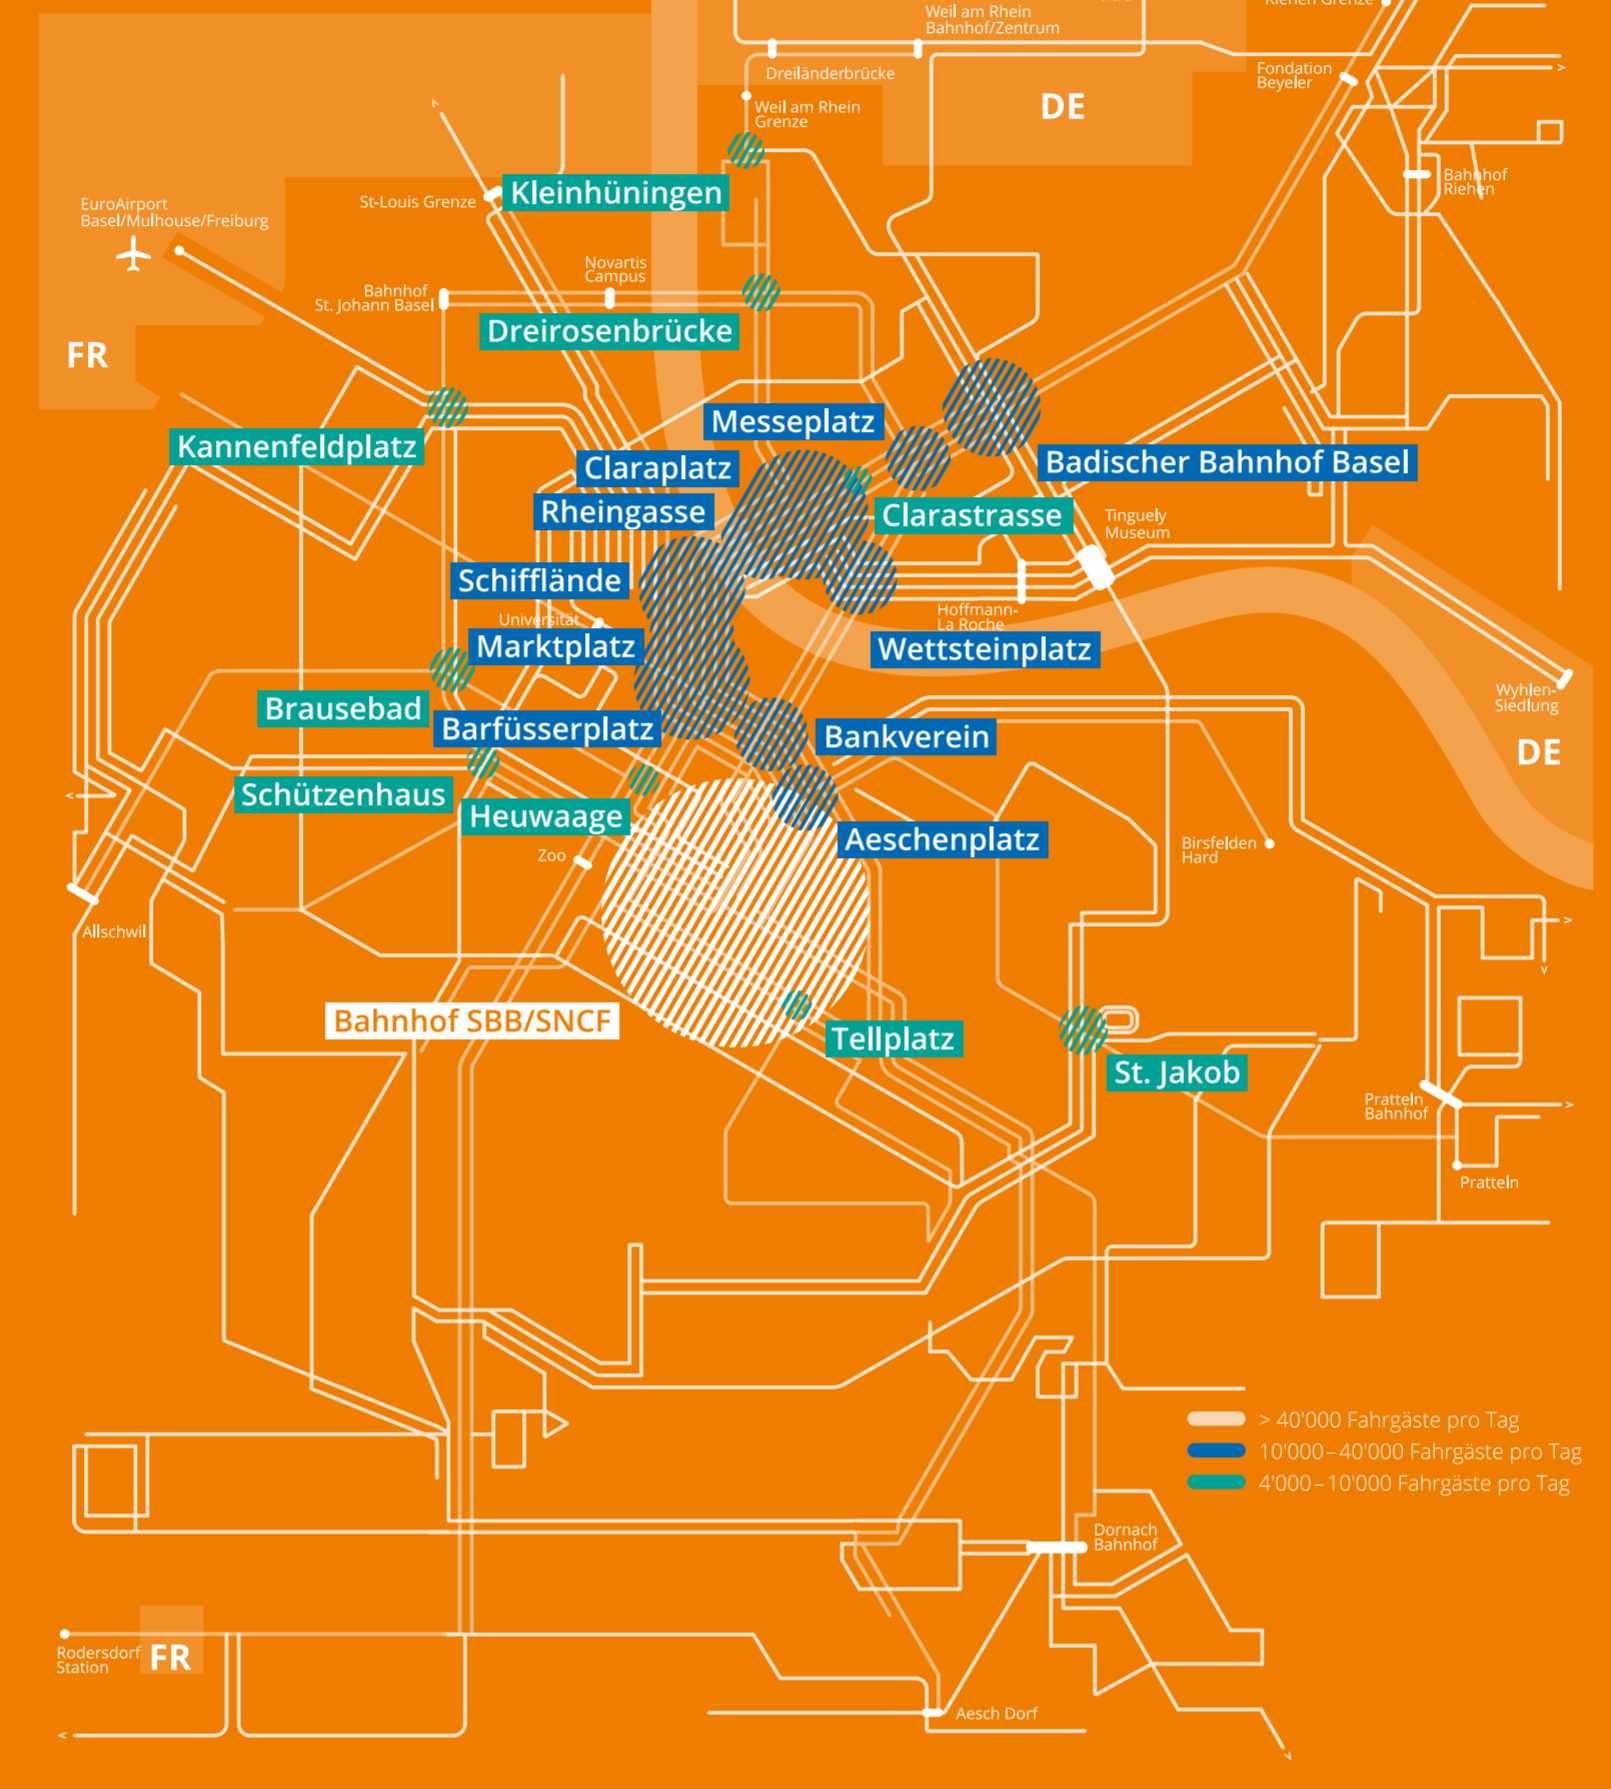 Weil am Rhein
Bahnhof/Zentrum
Riehen Grenze
Dreiländerbrücke
DE
Fondation
Beyeler
Weil am Rhein
Grenze
Bahnhof
Riehen
Kleinhüningen
St-Louis Grenze
EuroAirport
Basel/Mulhouse/Freiburg
Novartis
Campus
Bahnhof
St. Johann Basel
Dreirosenbrücke
FR
Messeplatz
Kannenfeldplatz
Claraplatz
Badischer Bahnhof Basel
Rheingasse
Clarastrasse
Tinguely
Museum
Schifflände
Hoffmann-
La Roche
Universität
Marktplatz
Wettsteinplatz
Wyhlen-
Siedlung
Brausebad
Barfüsserplatz
Bankverein
DE
Schützenhaus
Heuwaage
Aeschenplatz
Birsfelden
Hard
Zoo
Allschwil
Bahnhof SBB/SNCF
Tellplatz
St. Jakob
Pratteln
Bahnhof
Pratteln
> 40'000 Fahrgäste pro Tag
10'000–40'000 Fahrgäste pro Tag
4'000–10'000 Fahrgäste pro Tag
Dornach
Bahnhof
Rodersdorf
Station
FR
Aesch Dorf